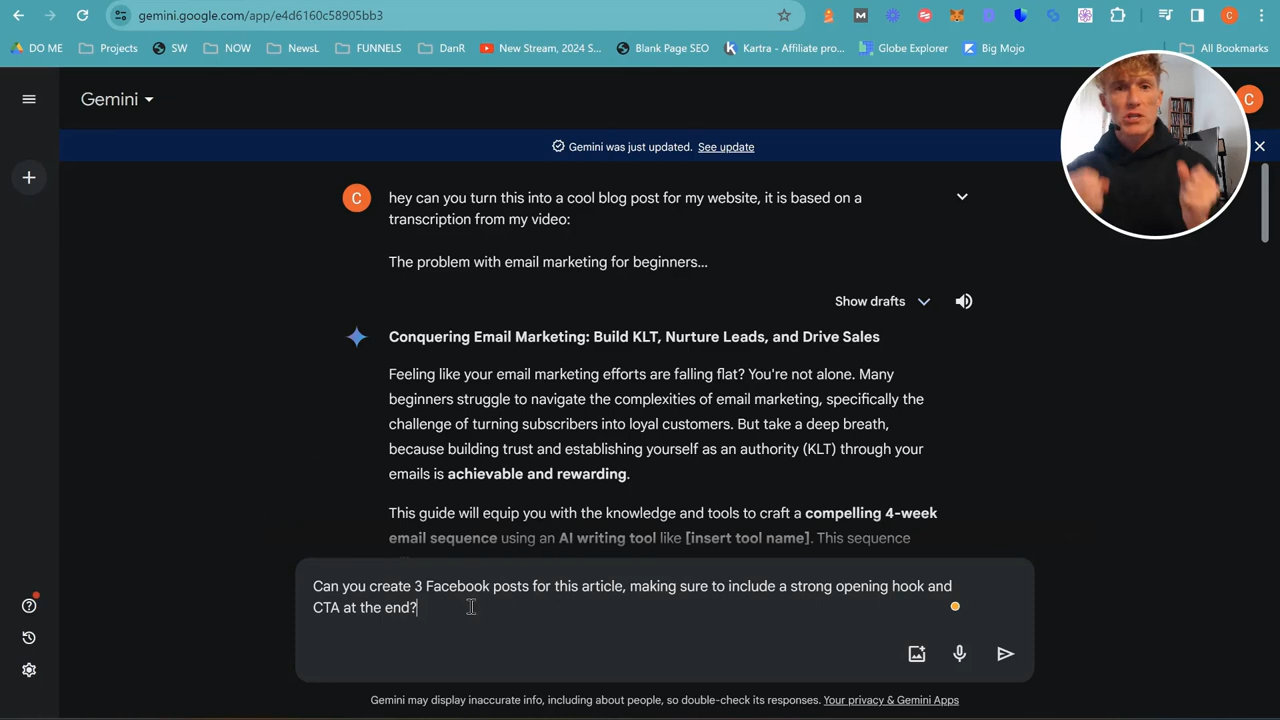 gemini.google.com/app/e4d6160c58905bb3
DO ME
Projects
SW
NOW
NewsL
FUNNELS
DanR
New Stream, 2024 S...
Blank Page SEO
Kartra - Affiliate pro...
Globe Explorer
Big Mojo
All Bookmarks
Gemini
C
Gemini was just updated. See update
C
hey can you turn this into a cool blog post for my website, it is based on a
transcription from my video:
The problem with email marketing for beginners...
Show drafts
Conquering Email Marketing: Build KLT, Nurture Leads, and Drive Sales
Feeling like your email marketing efforts are falling flat? You're not alone. Many
beginners struggle to navigate the complexities of email marketing, specifically the
challenge of turning subscribers into loyal customers. But take a deep breath,
because building trust and establishing yourself as an authority (KLT) through your
emails is achievable and rewarding.
This guide will equip you with the knowledge and tools to craft a compelling 4-week
email sequence using an AI writing tool like [insert tool name]. This sequence
Can you create 3 Facebook posts for this article, making sure to include a strong opening hook and
CTA at the end?
Gemini may display inaccurate info, including about people, so double-check its responses. Your privacy & Gemini Apps